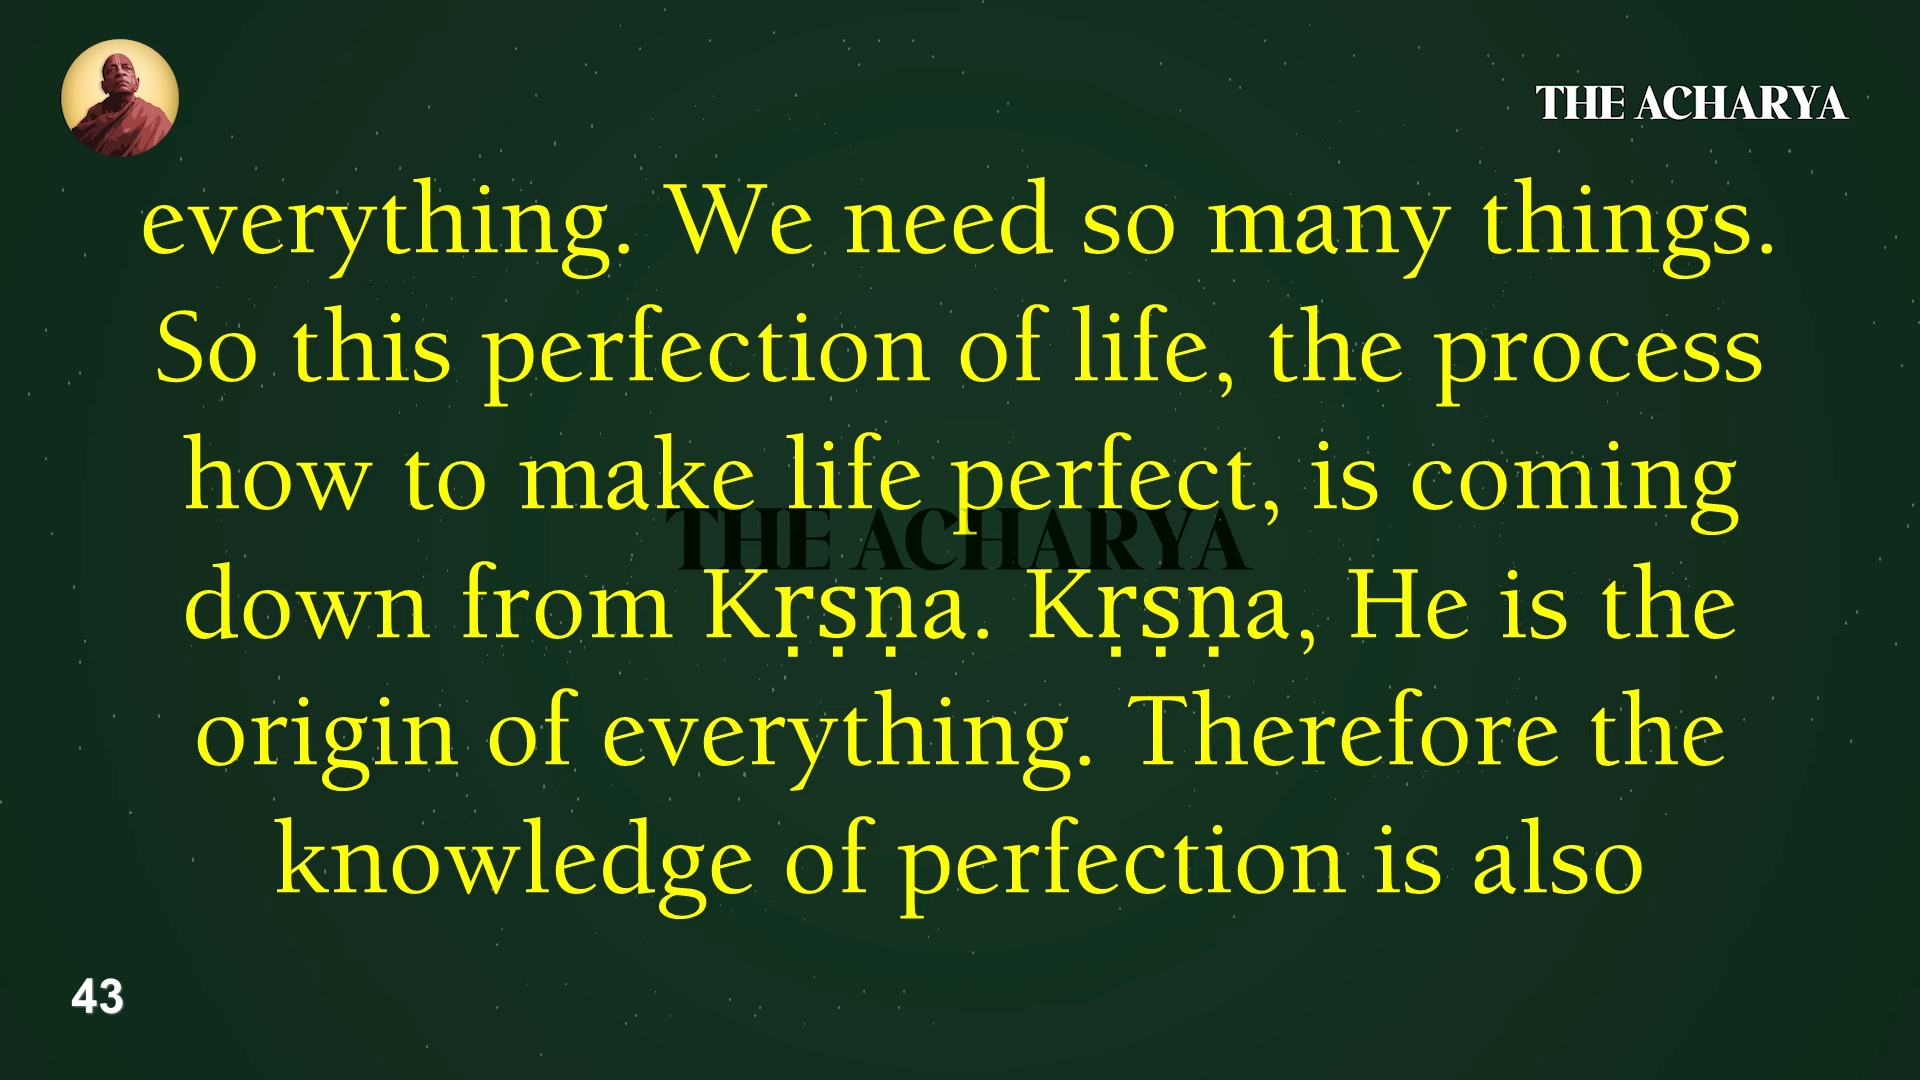 THE ACHARYA
everything. We need so many things.
So this perfection of life, the process
how to make life perfect, is coming
THE ACHARYA
down from Kṛṣṇa. Kṛṣṇa, He is the
origin of everything. Therefore the
knowledge of perfection is also
43